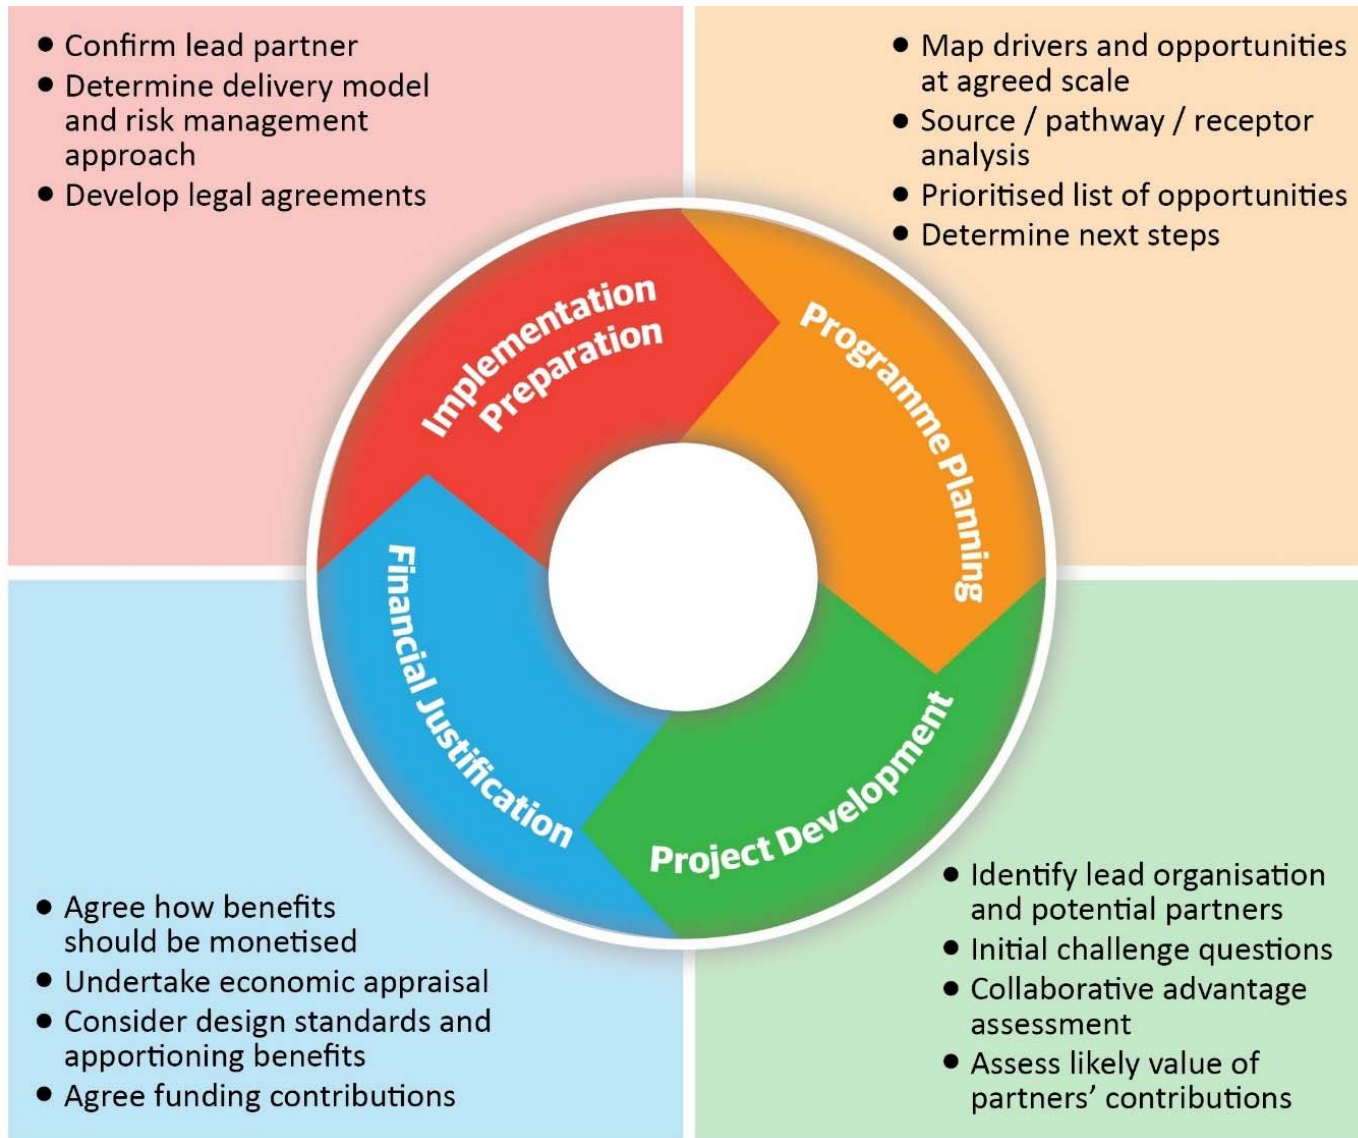 ● Confirm lead partner
● Determine delivery model
and risk management
approach
● Develop legal agreements
● Map drivers and opportunities
at agreed scale
● Source / pathway / receptor
analysis
● Prioritised list of opportunities
● Determine next steps
Implementation
Preparation
Programme Planning
Financial Justification
Project Development
● Agree how benefits
should be monetised
● Undertake economic appraisal
● Consider design standards and
apportioning benefits
● Agree funding contributions
● Identify lead organisation
and potential partners
● Initial challenge questions
● Collaborative advantage
assessment
● Assess likely value of
partners’ contributions